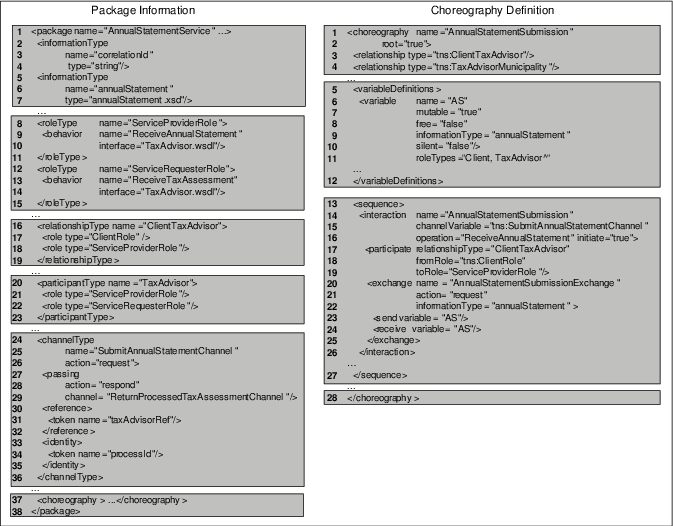 Package Information
1 <package name="AnnualStatementService" ...>
2 <informationType
3 name="correlationId"
4 type="string"/>
5 <informationType
6 name="annualStatement"
7 type="annualStatement.xsd"/>
...
8 <roleType name="ServiceProviderRole">
9 <behavior name="ReceiveAnnualStatement"
10 interface="TaxAdvisor.wsdl"/>
11 </roleType>
12 <roleType name="ServiceRequesterRole">
13 <behavior name="ReceiveTaxAssessment"
14 interface="TaxAdvisor.wsdl"/>
15 </roleType>
...
16 <relationshipType name="ClientTaxAdvisor">
17 <role type="ClientRole" />
18 <role type="ServiceProviderRole"/>
19 </relationshipType>
...
20 <participantType name="TaxAdvisor">
21 <role type="ServiceProviderRole"/>
22 <role type="ServiceRequesterRole"/>
23 </participantType>
...
24 <channelType
25 name="SubmitAnnualStatementChannel"
26 action="request">
27 <passing
28 action="respond"
29 channel="ReturnProcessedTaxAssessmentChannel"/>
30 <reference>
31 <token name="taxAdvisorRef"/>
32 </reference>
33 <identity>
34 <token name="processId"/>
35 </identity>
36 </channelType>
...
37 <choreography> ...</choreography>
38 </package>
Choreography Definition
1 <choreography name="AnnualStatementSubmission"
2 root="true">
3 <relationship type="tns:ClientTaxAdvisor"/>
4 <relationship type="tns:TaxAdvisorMunicipality"/>
...
5 <variableDefinitions>
6 <variable name="AS"
7 mutable="true"
8 free="false"
9 informationType="annualStatement"
10 silent="false"/>
11 roleTypes="Client, TaxAdvisor"/"
...
12 </variableDefinitions>
13 <sequence>
14 <interaction name="AnnualStatementSubmission"
15 channelVariable="tns:SubmitAnnualStatementChannel"
16 operation="ReceiveAnnualStatement" initiate="true">
17 <participate relationshipType="ClientTaxAdvisor"
18 fromRole="tns:ClientRole"
19 toRole="ServiceProviderRole"/>
20 <exchange name="AnnualStatementSubmissionExchange"
21 action="request"
22 informationType="annualStatement">
23 <send variable="AS"/>
24 <receive variable="AS"/>
25 </exchange>
26 </interaction>
...
27 </sequence>
...
28 </choreography>